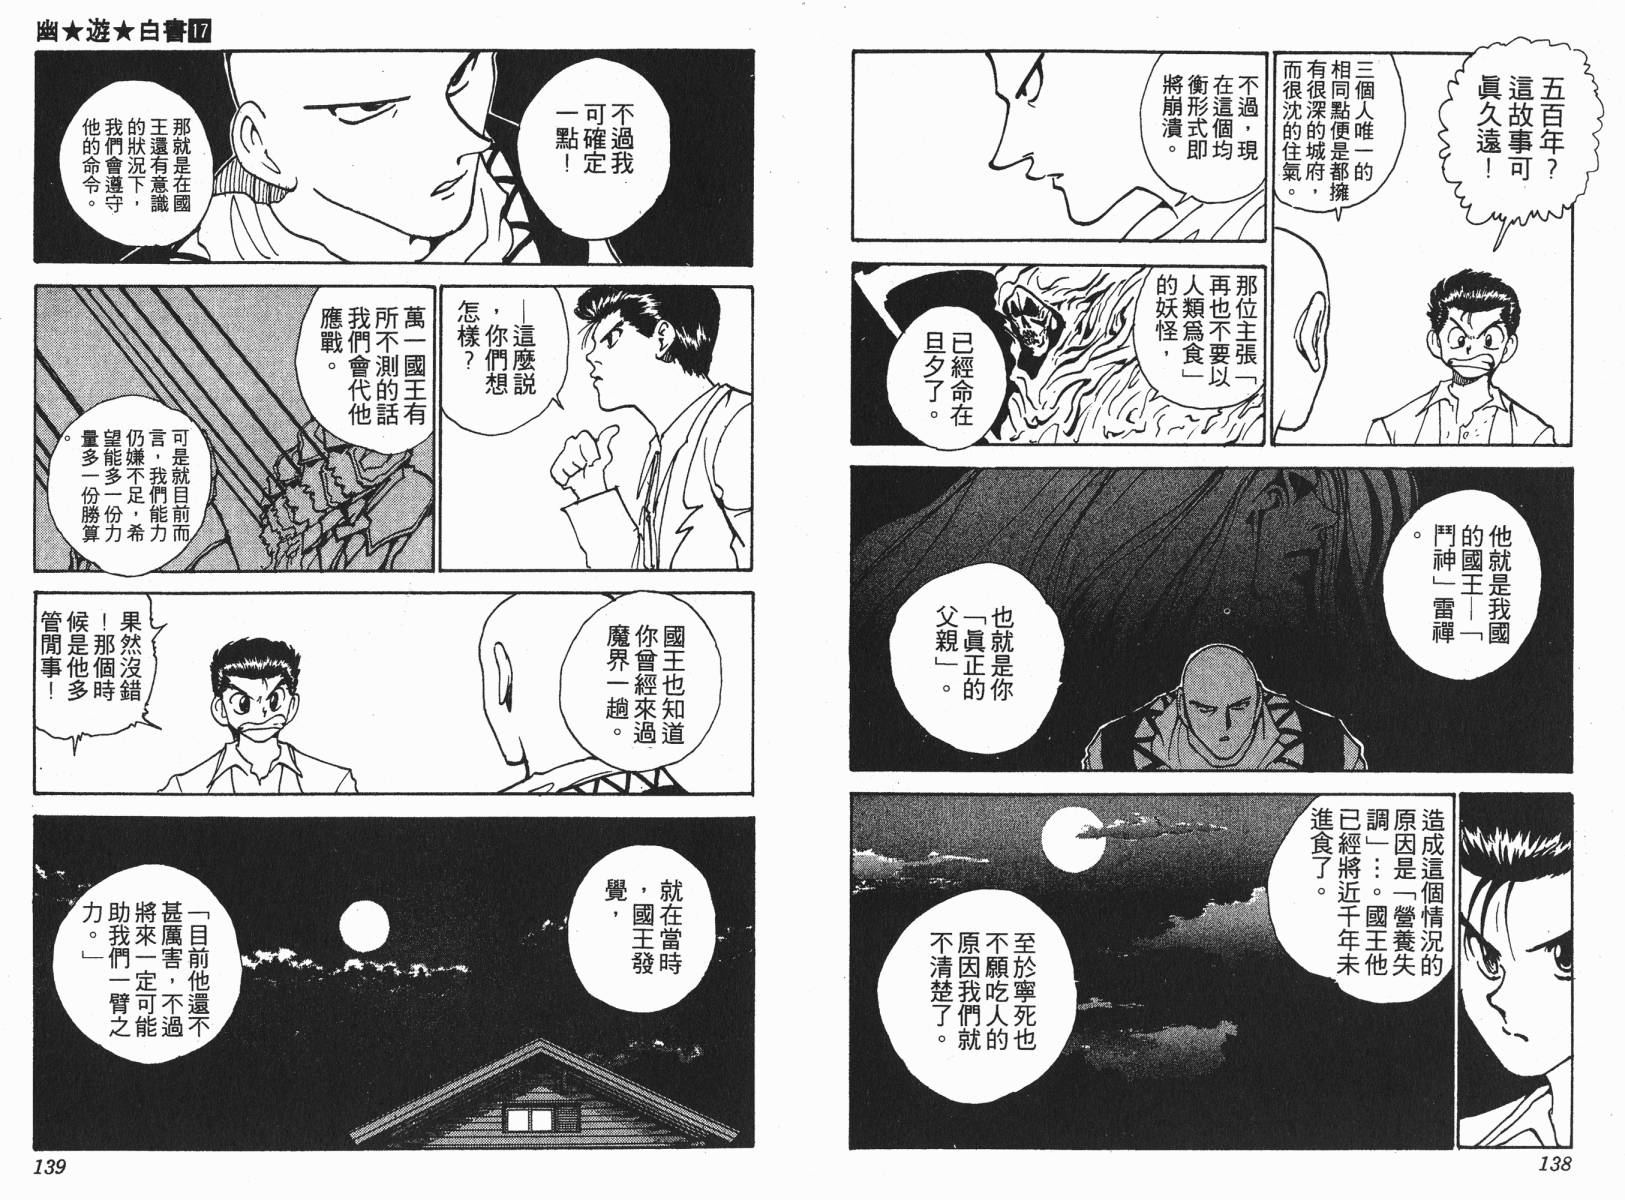 幽★遊★白書17
五百年?
這故事可
眞久遠!
三個人唯一的
相同點便是都擁
有很深的城府,
而很沈的住氣。
不過,現
在這個均
衡形式即
將崩潰。
那位主張「
再也不要以
人類爲食」
的妖怪,
已經命在
旦夕了。
他就是我國
的國王—「
鬥神」雷禪
。
也就是你
「眞正的
父親」。
造成這個情況的
原因是「營養失
調」…。國王他
已經將近千年未
進食了。
至於寧死也
不願吃人的
原因我們就
不清楚了。
138
不過我
可確定
一點!
那就是在國
王還有意識
的狀況下,
我們會遵守
他的命令。
—這麼説
,你們想
怎樣?
萬一國王有
所不測的話
我們會代他
應戰。
可是就目前而
言,我們能力
仍嫌不足,希
望能多一份力
量多一份勝算
。
國王也知道
你曾經來過
魔界一趟。
果然沒錯
!那個時
候是他多
管閒事!
就在當時
,國王發
覺,
「目前他還不
甚厲害,不過
將來一定可能
助我們一臂之
力。」
139